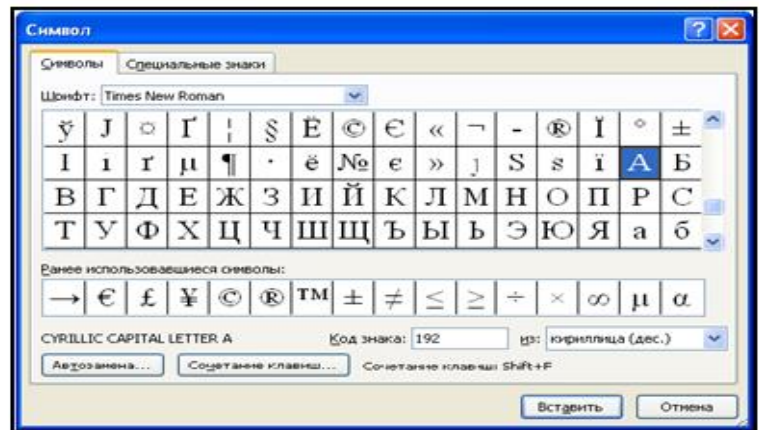 Символ
Символы Специальные знаки
Шрифт: Times New Roman
ў Ј ¤ Ґ ¦ § Ё © Є « ¬ - ® Ї ° ±
І і ґ µ ¶ · ё № є » ј Ѕ ѕ ї А Б
В Г Д Е Ж З И Й К Л М Н О П Р С
Т У Ф Х Ц Ч Ш Щ Ъ Ы Ь Э Ю Я а б
Ранее использовавшиеся символы:
→ € £ ¥ © ® ™ ± ≠ ≤ ≥ ÷ × ∞ µ α
CYRILLIC CAPITAL LETTER A Код знака: 192 из: кириллица (дес.)
Автозамена... Сочетание клавиш... Сочетание клавиш: Shift+F
Вставить Отмена